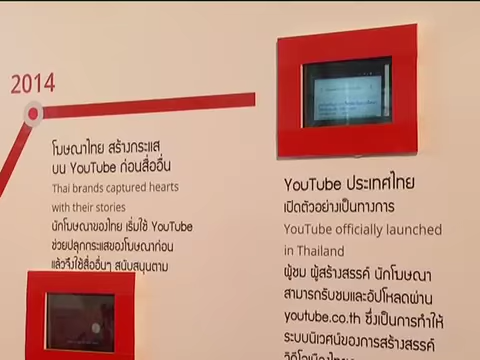 2014
โฆษณาไทย สร้างกระแส
บน YouTube ก่อนสื่ออื่น
Thai brands captured hearts
with their stories
นักโฆษณาของไทย เริ่มใช้ YouTube
ช่วยปลุกกระแสของโฆษณาก่อน
แล้วจึงใช้สื่ออื่นๆ สนับสนุนตาม
YouTube ประเทศไทย
เปิดตัวอย่างเป็นทางการ
YouTube officially launched
in Thailand
ผู้ชม ผู้สร้างสรรค์ นักโฆษณา
สามารถรับชมและอัปโหลดผ่าน
youtube.co.th ซึ่งเป็นการทำให้
ระบบนิเวศน์ของการสร้างสรรค์
วิดีโอเมืองไทย